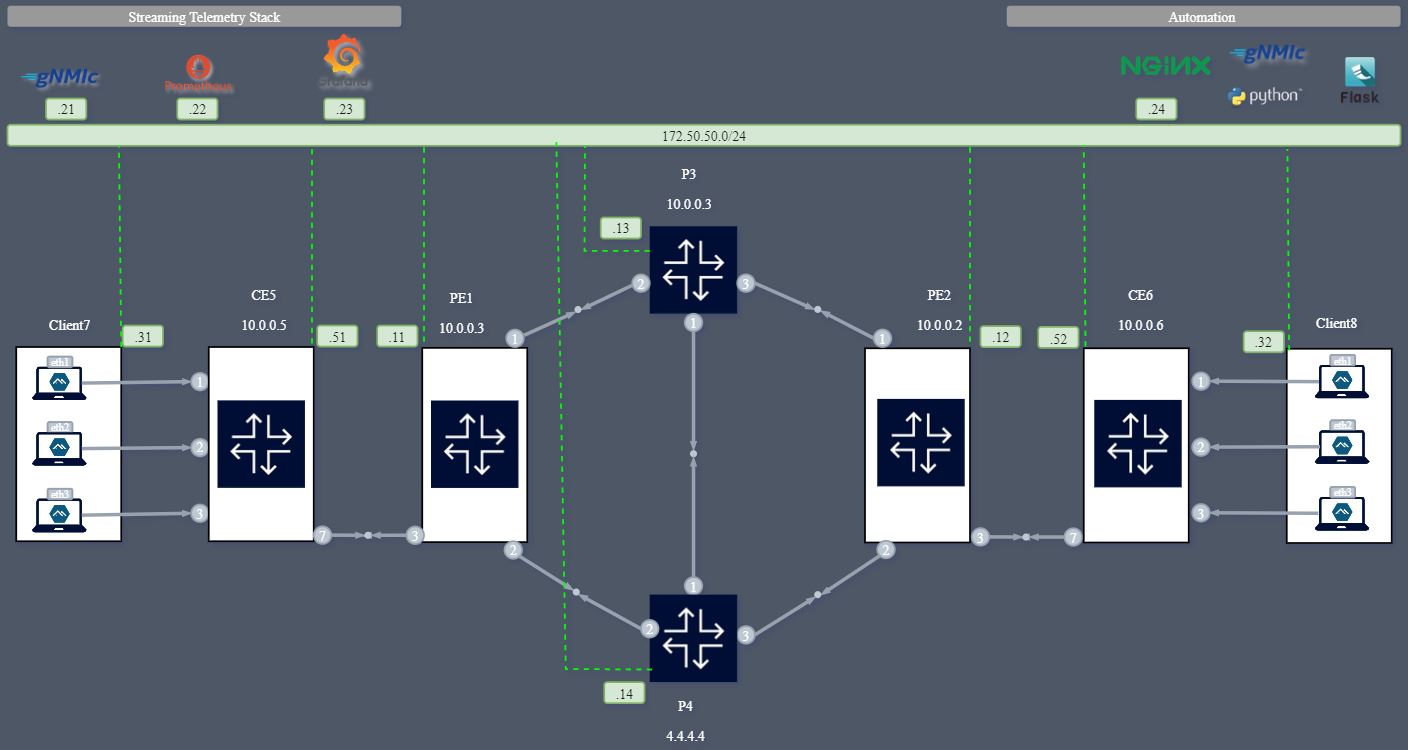 Streaming Telemetry Stack
Automation
gNMIc
Prometheus
Grafana
NGINX
gNMIc
python
Flask
.21
.22
.23
.24
172.50.50.0/24
P3
10.0.0.3
.13
2
3
1
CE5
10.0.0.5
PE1
10.0.0.3
PE2
10.0.0.2
CE6
10.0.0.6
Client7
.31
.51
.11
1
1
.12
.52
.32
Client8
eth1
1
1
eth1
eth2
2
2
eth2
eth3
3
3
eth3
7
3
2
2
3
7
1
2
3
.14
P4
4.4.4.4